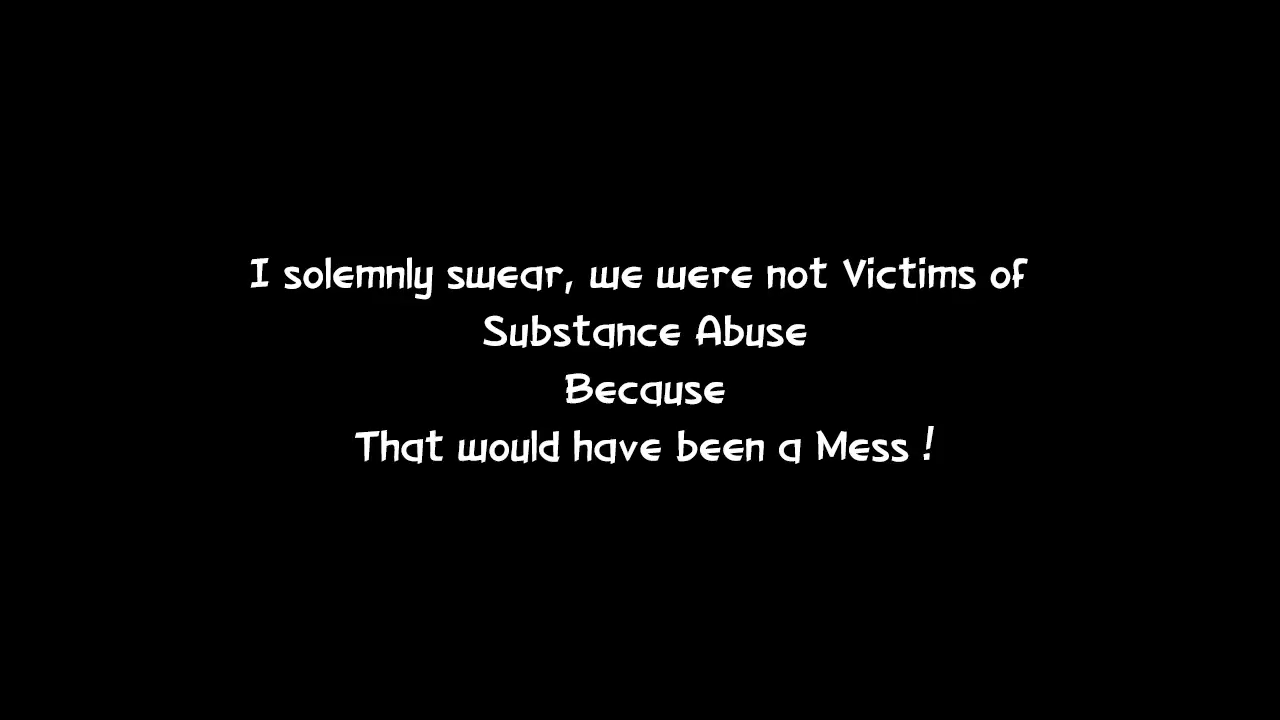 I solemnly swear, we were not Victims of
Substance Abuse
Because
That would have been a Mess !